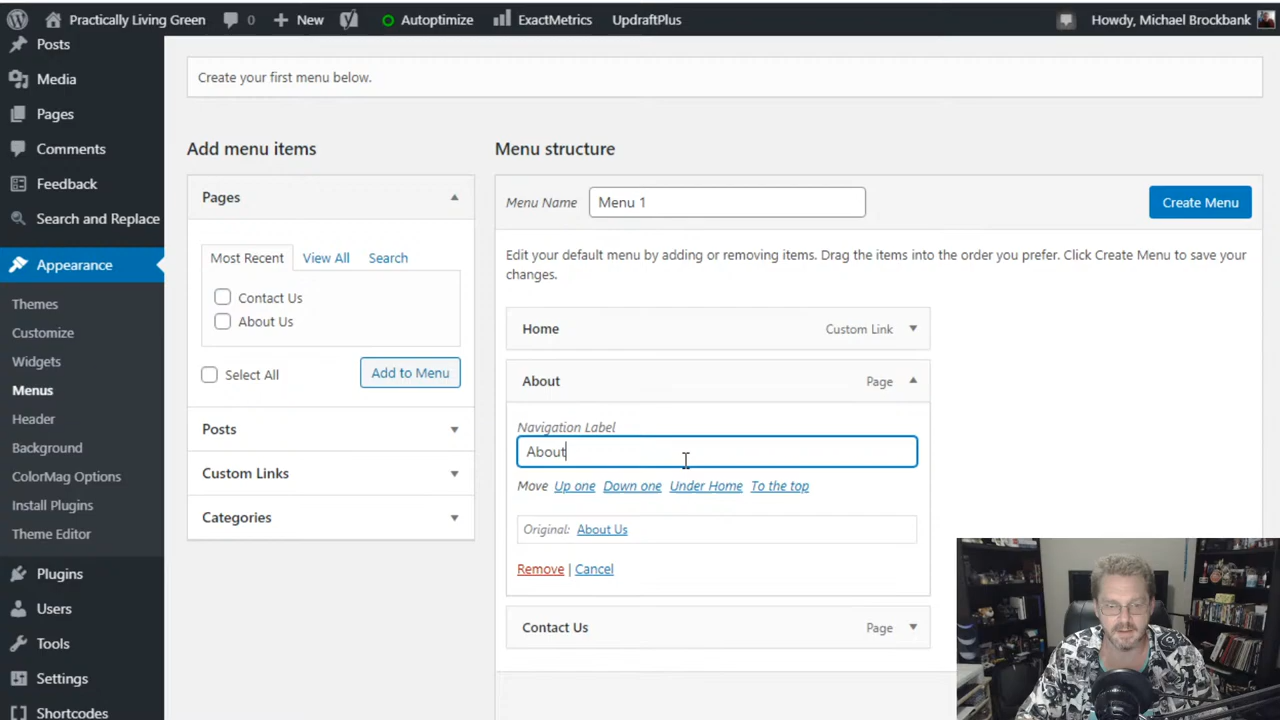 Practically Living Green 0 New Autoptimize ExactMetrics UpdraftPlus Howdy, Michael Brockbank
Posts
Media
Pages
Comments
Feedback
Search and Replace
Appearance
Themes
Customize
Widgets
Menus
Header
Background
ColorMag Options
Install Plugins
Theme Editor
Plugins
Users
Tools
Settings
Shortcodes
Create your first menu below.
Add menu items
Pages
Most Recent View All Search
Contact Us
About Us
Select All Add to Menu
Posts
Custom Links
Categories
Menu structure
Menu Name Menu 1 Create Menu
Edit your default menu by adding or removing items. Drag the items into the order you prefer. Click Create Menu to save your
changes.
Home Custom Link
About Page
Navigation Label
About
Move Up one Down one Under Home To the top
Original: About Us
Remove | Cancel
Contact Us Page